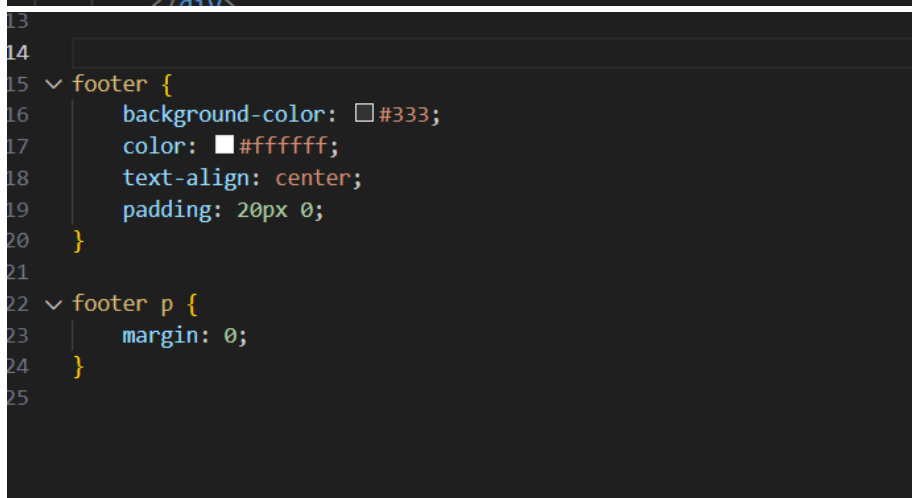 </div>
13
14
15 footer {
16 background-color: #333;
17 color: #ffffff;
18 text-align: center;
19 padding: 20px 0;
20 }
21
22 footer p {
23 margin: 0;
24 }
25